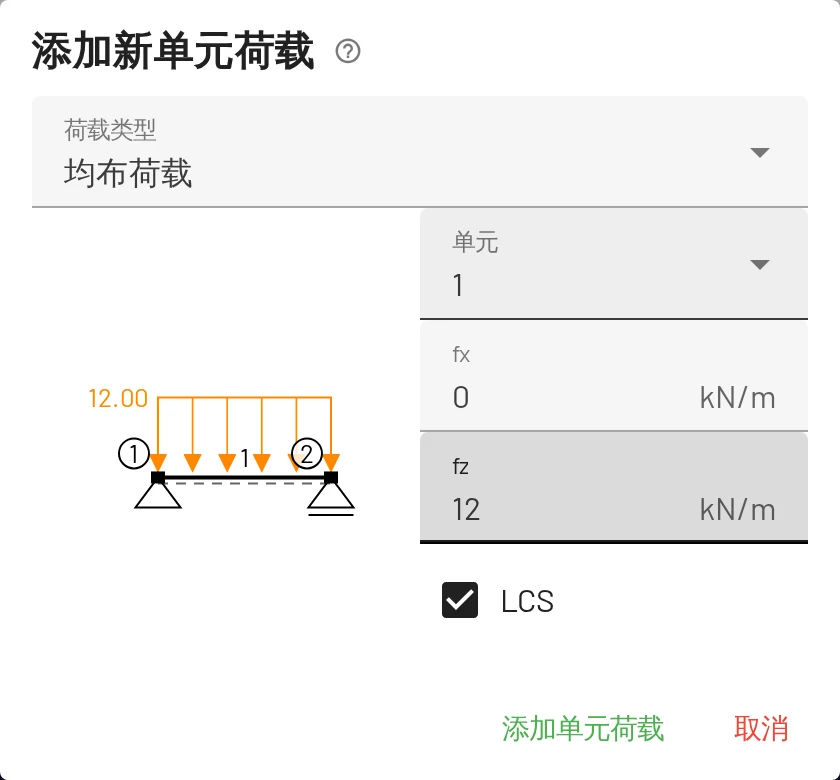 添加新单元荷载
荷载类型
均布荷载
单元
1
fx
0 kN/m
fz
12 kN/m
LCS
12.00
1 1 2
添加单元荷载 取消